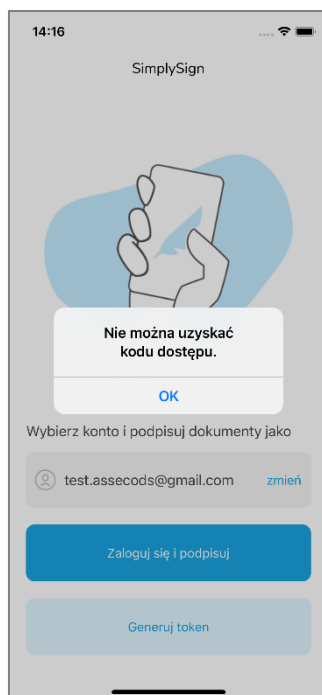 14:16
SimplySign
Nie można uzyskać
kodu dostępu.
OK
Wybierz konto i podpisuj dokumenty jako
test.assecods@gmail.com zmień
Zaloguj się i podpisuj
Generuj token